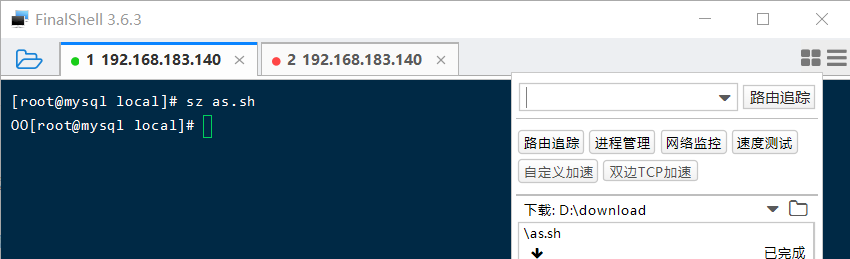 FinalShell 3.6.3
1 192.168.183.140
2 192.168.183.140
[root@mysql local]# sz as.sh
OO[root@mysql local]#
路由追踪
路由追踪 进程管理 网络监控 速度测试
自定义加速 双边TCP加速
下载: D:\download
\as.sh
已完成